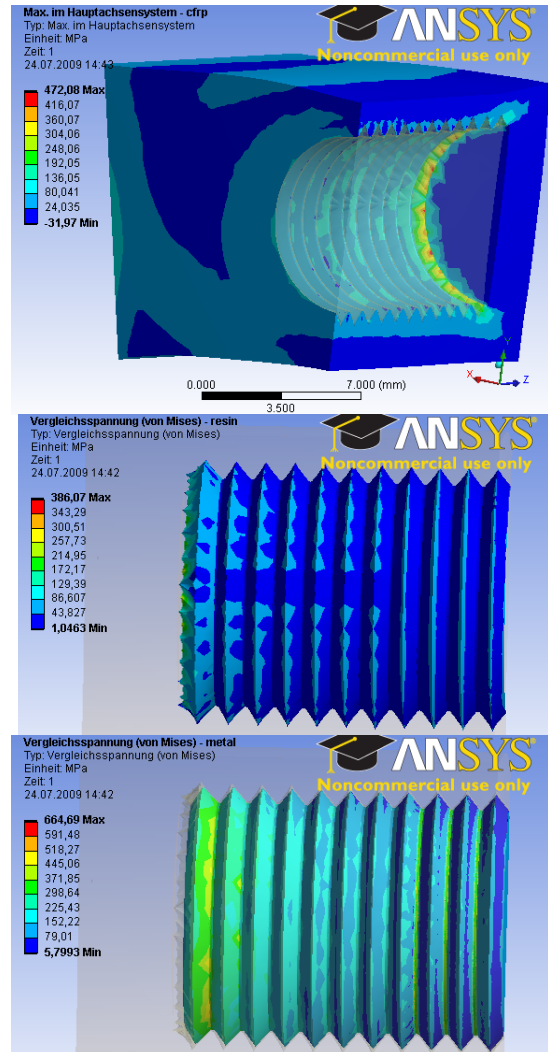 Max. im Hauptachsensystem - cfrp
Typ: Max. im Hauptachsensystem
Einheit: MPa
Zeit: 1
24.07.2009 14:43
ANSYS
Noncommercial use only
472,08 Max
416,07
360,07
304,06
248,06
192,05
136,05
80,041
24,035
-31,97 Min
Y
X
Z
0.000
7.000 (mm)
3.500
Vergleichsspannung (von Mises) - resin
Typ: Vergleichsspannung (von Mises)
Einheit: MPa
Zeit: 1
24.07.2009 14:42
ANSYS
Noncommercial use only
386,07 Max
343,29
300,51
257,73
214,95
172,17
129,39
86,607
43,827
1,0463 Min
Vergleichsspannung (von Mises) - metal
Typ: Vergleichsspannung (von Mises)
Einheit: MPa
Zeit: 1
24.07.2009 14:42
ANSYS
Noncommercial use only
664,69 Max
591,48
518,27
445,06
371,85
298,64
225,43
152,22
79,01
5,7993 Min